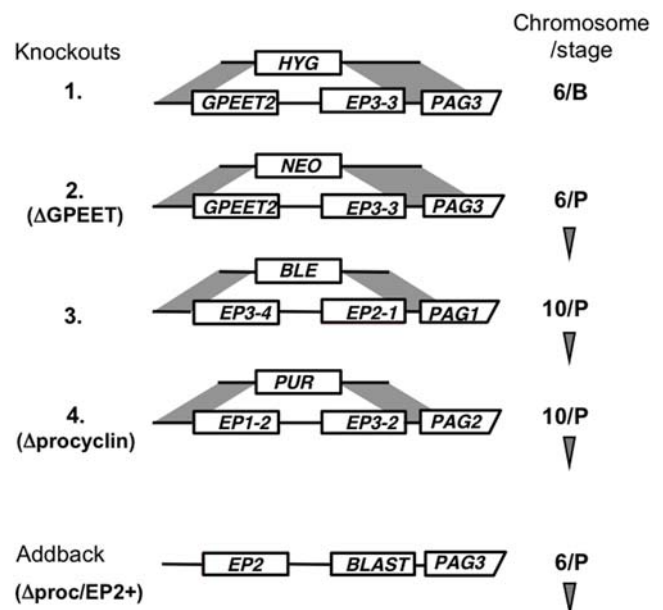 Knockouts
Chromosome
/stage
HYG
1.
GPEET2 EP3-3 PAG3
6/B
NEO
2.
(ΔGPEET)
GPEET2 EP3-3 PAG3
6/P
BLE
3.
EP3-4 EP2-1 PAG1
10/P
PUR
4.
(Δprocyclin)
EP1-2 EP3-2 PAG2
10/P
Addback
(Δproc/EP2+)
EP2 BLAST PAG3
6/P